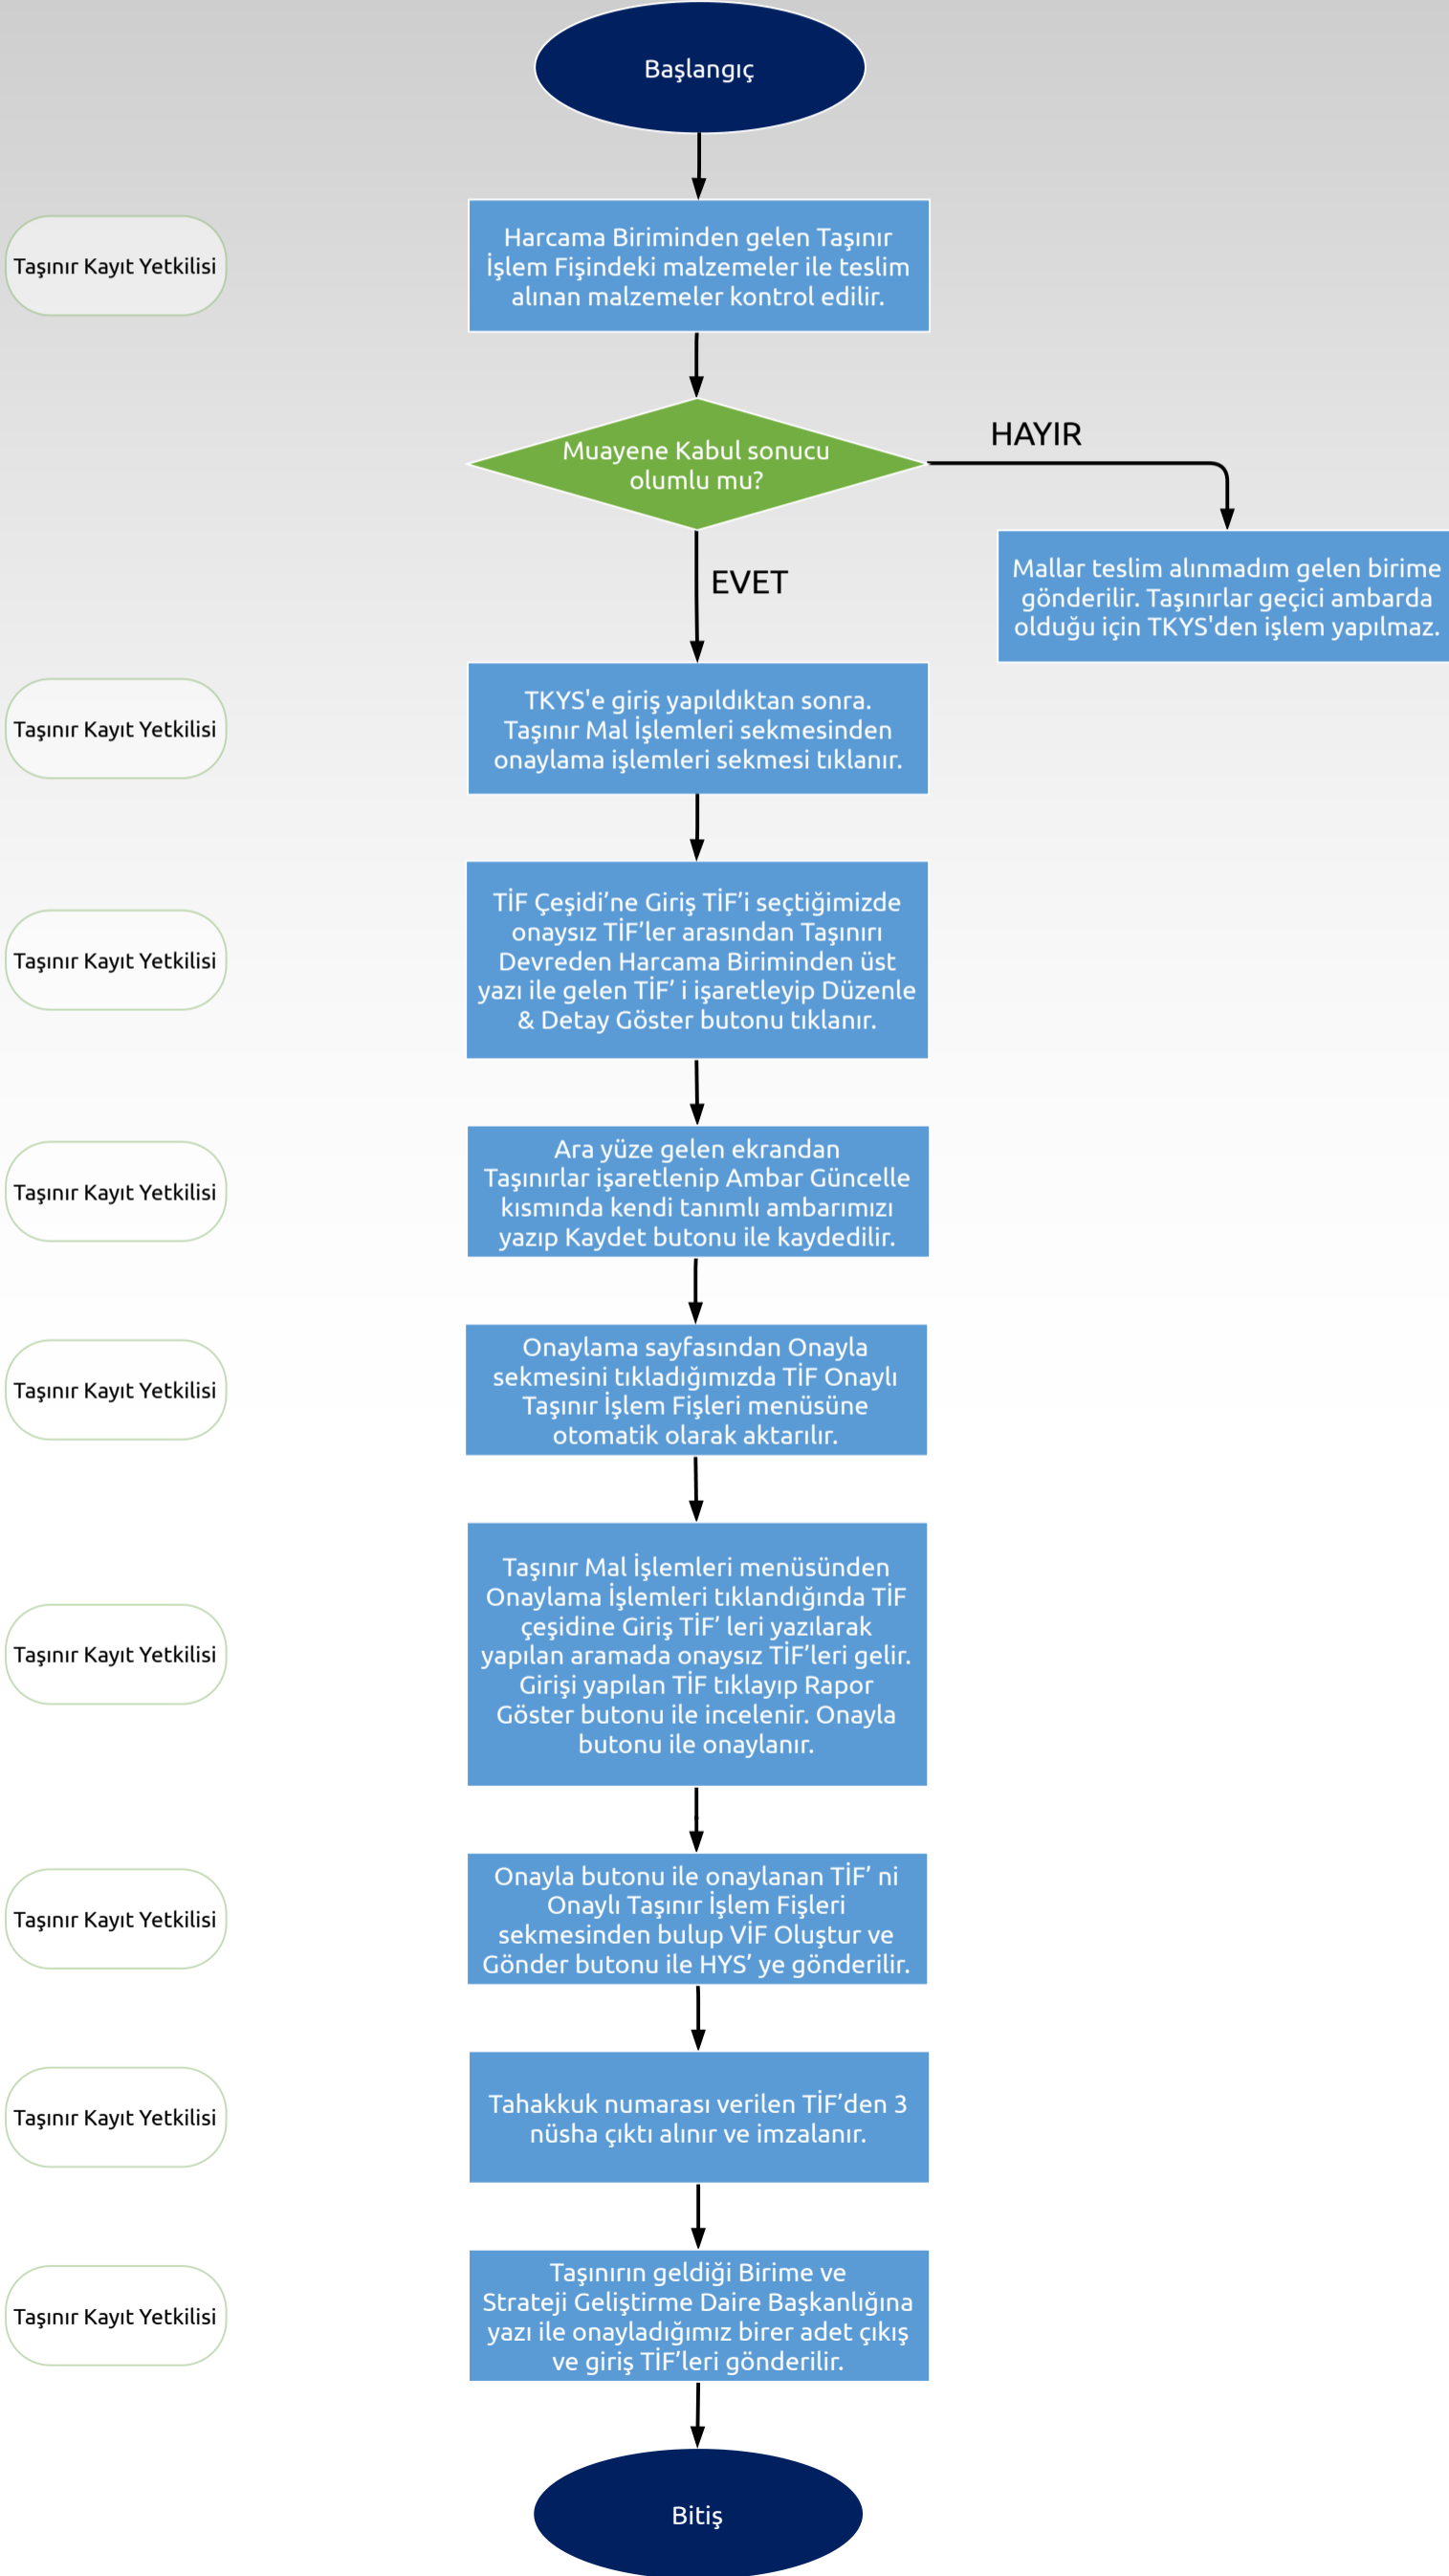 Başlangıç
Taşınır Kayıt Yetkilisi
Harcama Biriminden gelen Taşınır
İşlem Fişindeki malzemeler ile teslim
alınan malzemeler kontrol edilir.
Muayene Kabul sonucu
olumlu mu?
HAYIR
EVET
Mallar teslim alınmadım gelen birime
gönderilir. Taşınırlar geçici ambarda
olduğu için TKYS'den işlem yapılmaz.
Taşınır Kayıt Yetkilisi
TKYS'e giriş yapıldıktan sonra.
Taşınır Mal İşlemleri sekmesinden
onaylama işlemleri sekmesi tıklanır.
Taşınır Kayıt Yetkilisi
TİF Çeşidi’ne Giriş TİF’i seçtiğimizde
onaysız TİF’ler arasından Taşınırı
Devreden Harcama Biriminden üst
yazı ile gelen TİF’ i işaretleyip Düzenle
& Detay Göster butonu tıklanır.
Taşınır Kayıt Yetkilisi
Ara yüze gelen ekrandan
Taşınırlar işaretlenip Ambar Güncelle
kısmında kendi tanımlı ambarımızı
yazıp Kaydet butonu ile kaydedilir.
Taşınır Kayıt Yetkilisi
Onaylama sayfasından Onayla
sekmesini tıkladığımızda TİF Onaylı
Taşınır İşlem Fişleri menüsüne
otomatik olarak aktarılır.
Taşınır Kayıt Yetkilisi
Taşınır Mal İşlemleri menüsünden
Onaylama İşlemleri tıklandığında TİF
çeşidine Giriş TİF’ leri yazılarak
yapılan aramada onaysız TİF’leri gelir.
Girişi yapılan TİF tıklayıp Rapor
Göster butonu ile incelenir. Onayla
butonu ile onaylanır.
Taşınır Kayıt Yetkilisi
Onayla butonu ile onaylanan TİF’ ni
Onaylı Taşınır İşlem Fişleri
sekmesinden bulup VİF Oluştur ve
Gönder butonu ile HYS’ ye gönderilir.
Taşınır Kayıt Yetkilisi
Tahakkuk numarası verilen TİF’den 3
nüsha çıktı alınır ve imzalanır.
Taşınır Kayıt Yetkilisi
Taşınırın geldiği Birime ve
Strateji Geliştirme Daire Başkanlığına
yazı ile onayladığımız birer adet çıkış
ve giriş TİF’leri gönderilir.
Bitiş